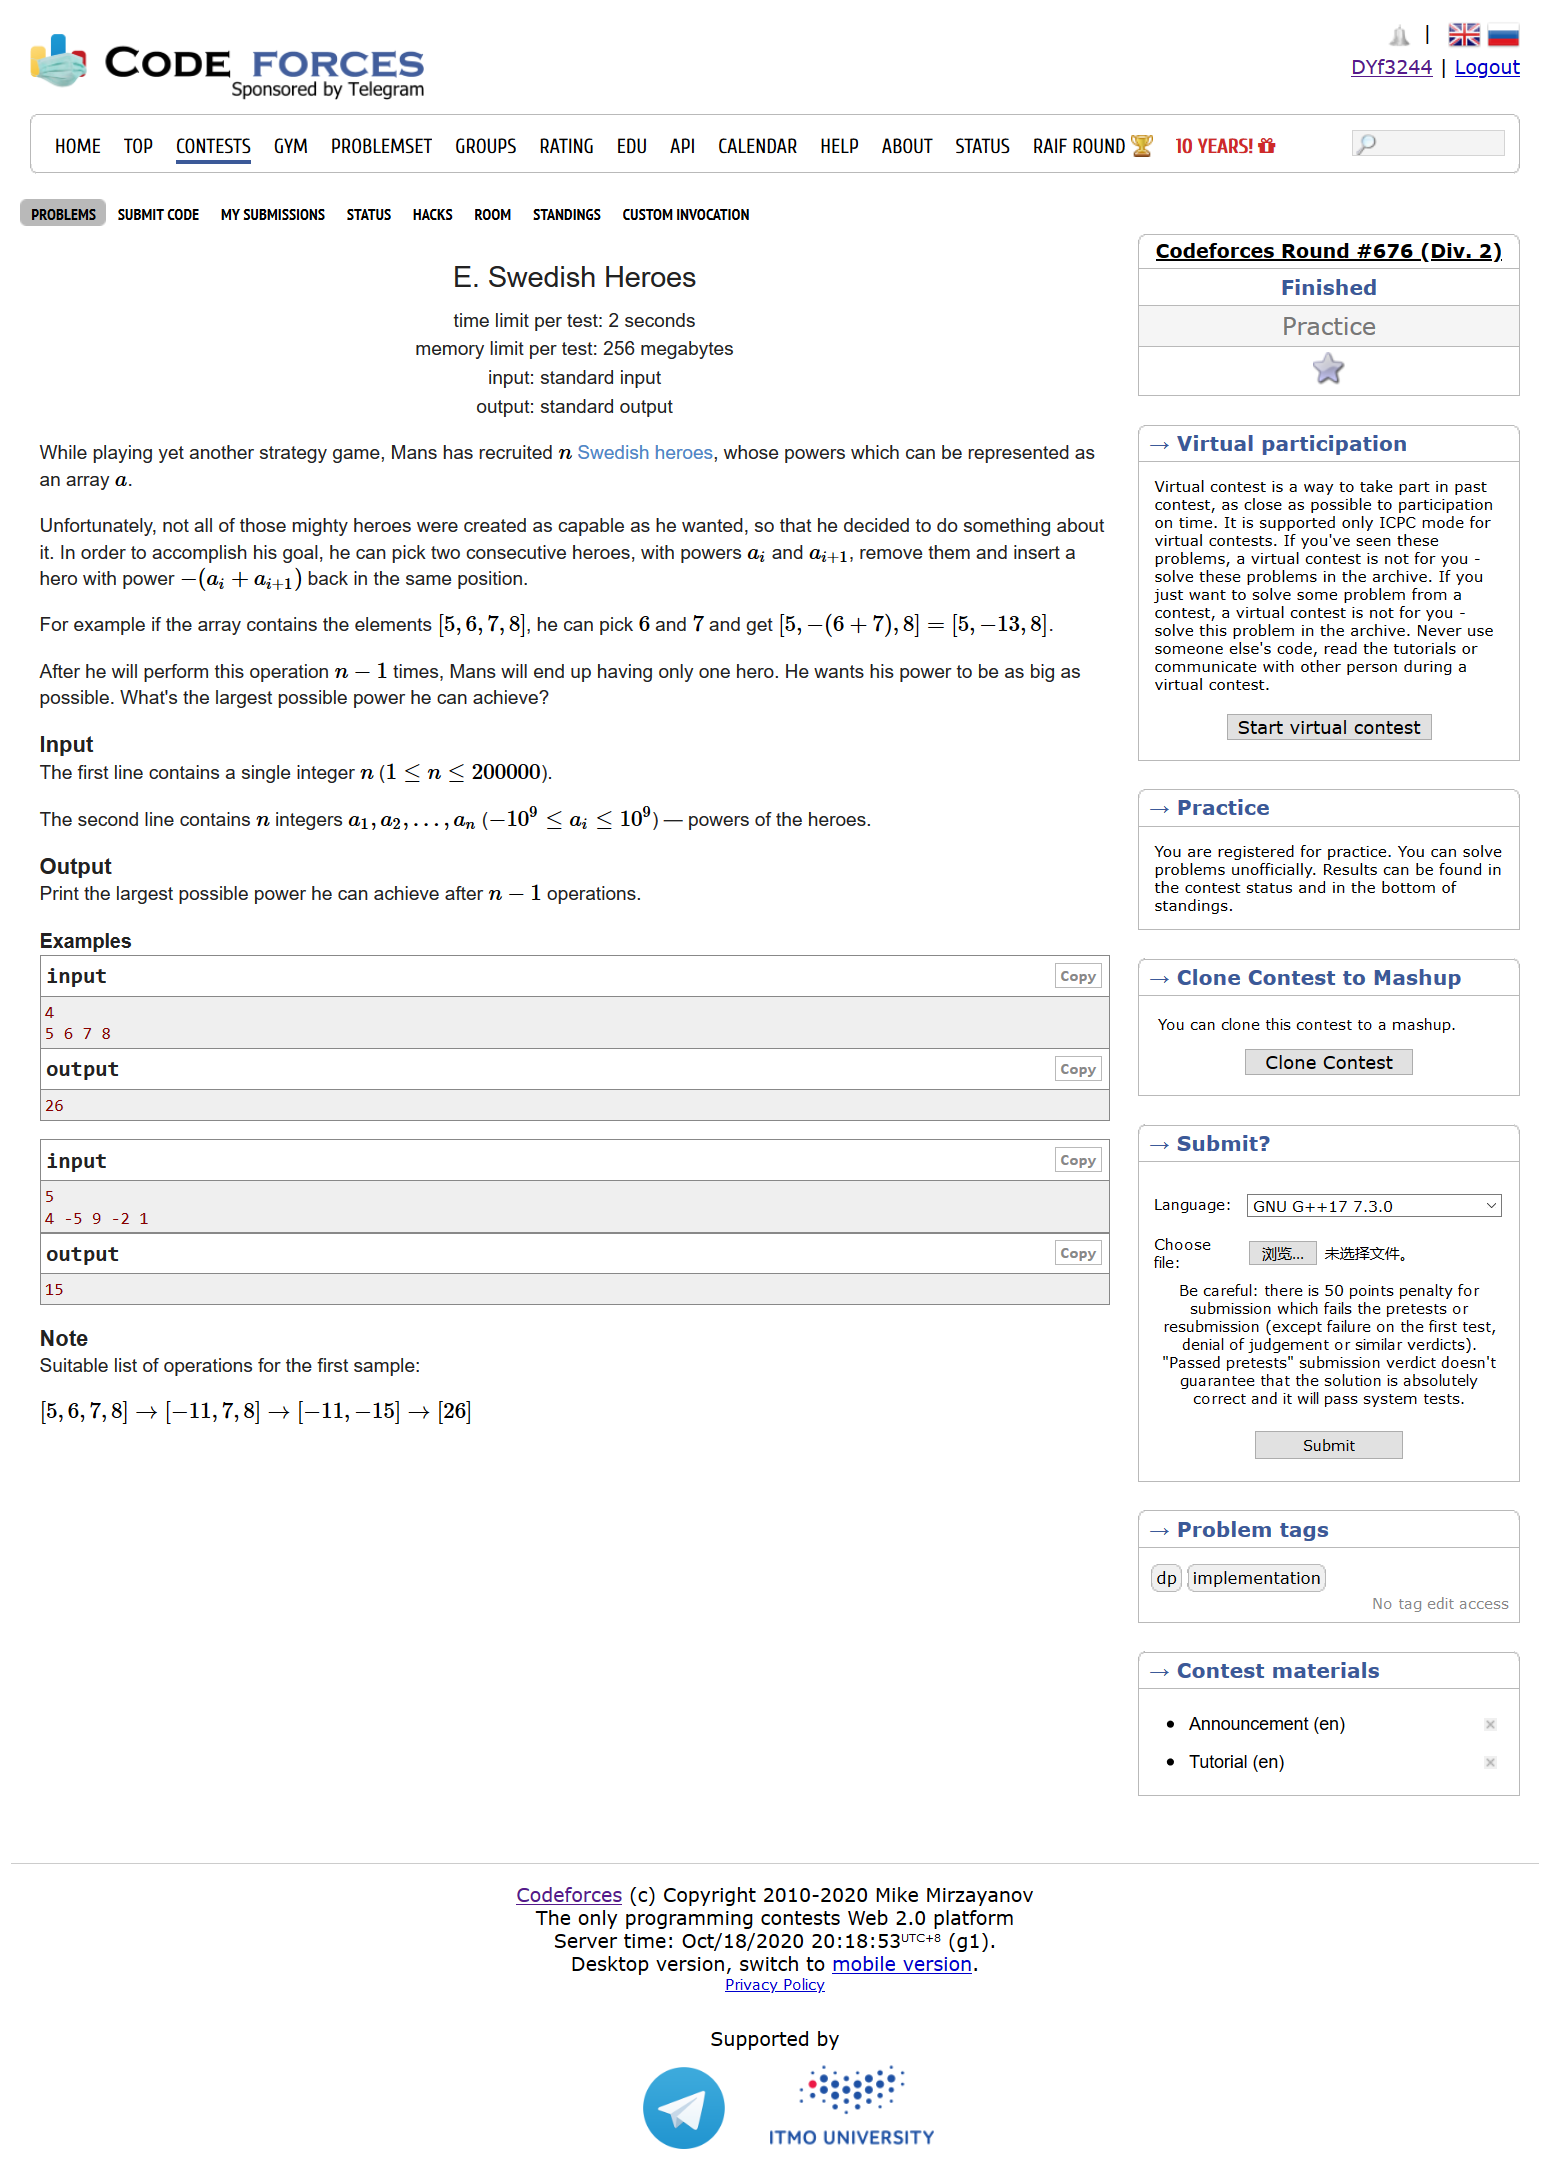 CODE FORCES
Sponsored by Telegram
|
DYf3244 | Logout
HOME TOP CONTESTS GYM PROBLEMSET GROUPS RATING EDU API CALENDAR HELP ABOUT STATUS RAIF ROUND 10 YEARS!
PROBLEMS SUBMIT CODE MY SUBMISSIONS STATUS HACKS ROOM STANDINGS CUSTOM INVOCATION
E. Swedish Heroes
time limit per test: 2 seconds
memory limit per test: 256 megabytes
input: standard input
output: standard output
While playing yet another strategy game, Mans has recruited n Swedish heroes, whose powers which can be represented as
an array a.
Unfortunately, not all of those mighty heroes were created as capable as he wanted, so that he decided to do something about
it. In order to accomplish his goal, he can pick two consecutive heroes, with powers a_i and a_{i+1}, remove them and insert a
hero with power −(a_i + a_{i+1}) back in the same position.
For example if the array contains the elements [5, 6, 7, 8], he can pick 6 and 7 and get [5, −(6 + 7), 8] = [5, −13, 8].
After he will perform this operation n − 1 times, Mans will end up having only one hero. He wants his power to be as big as
possible. What's the largest possible power he can achieve?
Input
The first line contains a single integer n (1 ≤ n ≤ 200000).
The second line contains n integers a_1, a_2, …, a_n (−10^9 ≤ a_i ≤ 10^9) — powers of the heroes.
Output
Print the largest possible power he can achieve after n − 1 operations.
Examples
input Copy
4
5 6 7 8
output Copy
26
input Copy
5
4 -5 9 -2 1
output Copy
15
Note
Suitable list of operations for the first sample:
[5, 6, 7, 8] → [−11, 7, 8] → [−11, −15] → [26]
Codeforces Round #676 (Div. 2)
Finished
Practice
→ Virtual participation
Virtual contest is a way to take part in past
contest, as close as possible to participation
on time. It is supported only ICPC mode for
virtual contests. If you've seen these
problems, a virtual contest is not for you -
solve these problems in the archive. If you
just want to solve some problem from a
contest, a virtual contest is not for you -
solve this problem in the archive. Never use
someone else's code, read the tutorials or
communicate with other person during a
virtual contest.
Start virtual contest
→ Practice
You are registered for practice. You can solve
problems unofficially. Results can be found in
the contest status and in the bottom of
standings.
→ Clone Contest to Mashup
You can clone this contest to a mashup.
Clone Contest
→ Submit?
Language: GNU G++17 7.3.0
Choose
file: 浏览... 未选择文件。
Be careful: there is 50 points penalty for
submission which fails the pretests or
resubmission (except failure on the first test,
denial of judgement or similar verdicts).
"Passed pretests" submission verdict doesn't
guarantee that the solution is absolutely
correct and it will pass system tests.
Submit
→ Problem tags
dp implementation
No tag edit access
→ Contest materials
• Announcement (en)
• Tutorial (en)
Codeforces (c) Copyright 2010-2020 Mike Mirzayanov
The only programming contests Web 2.0 platform
Server time: Oct/18/2020 20:18:53 UTC+8 (g1).
Desktop version, switch to mobile version.
Privacy Policy
Supported by
ITMO UNIVERSITY